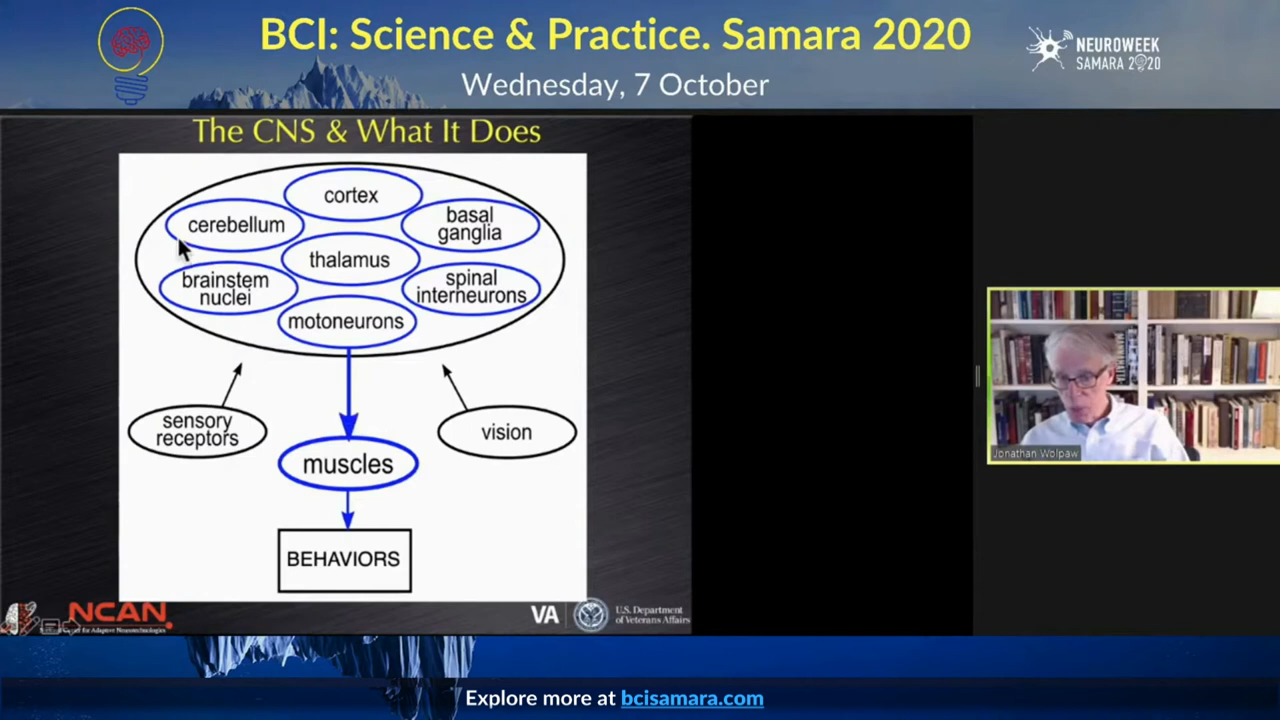 BCI: Science & Practice. Samara 2020
Wednesday, 7 October
NEUROWEEK
SAMARA 2020
The CNS & What It Does
cortex
cerebellum
basal
ganglia
thalamus
brainstem
nuclei
spinal
interneurons
motoneurons
sensory
receptors
vision
muscles
BEHAVIORS
Jonathan Wolpaw
NCAN
VA
U.S. Department
of Veterans Affairs
Explore more at bcisamara.com